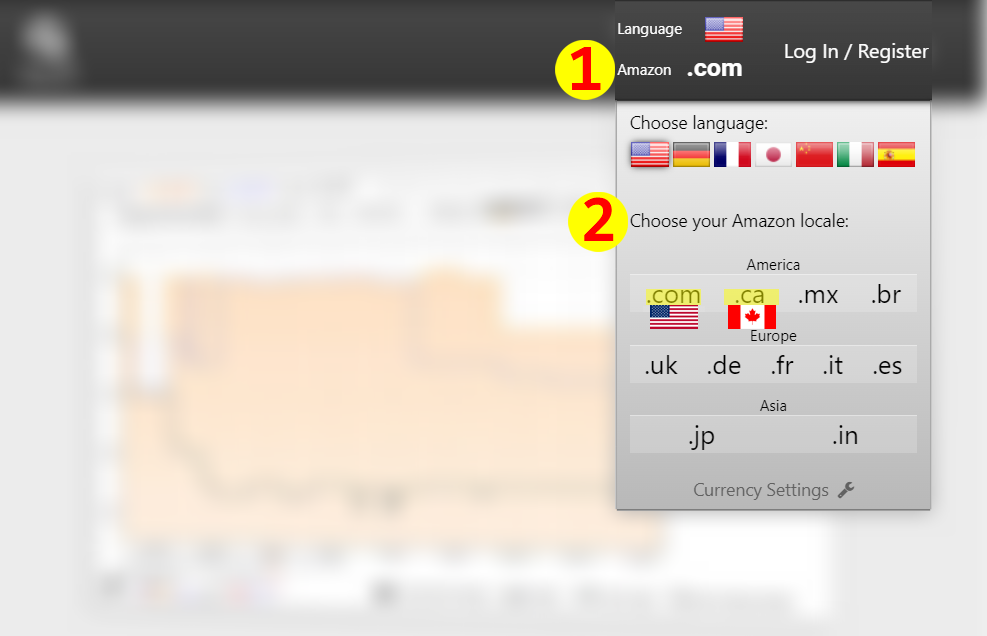 Language
Log In / Register
1
Amazon .com
Choose language:
2
Choose your Amazon locale:
America
.com .ca .mx .br
Europe
.uk .de .fr .it .es
Asia
.jp .in
Currency Settings